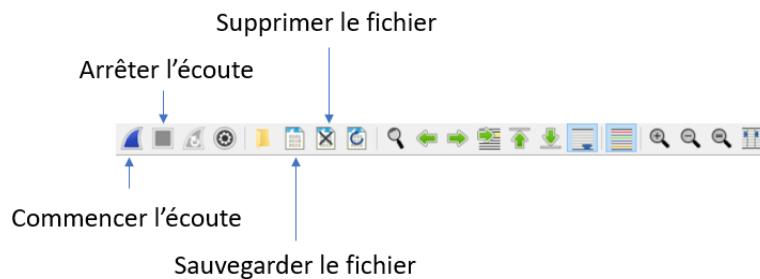 Supprimer le fichier
Arrêter l'écoute
Commencer l'écoute
Sauvegarder le fichier